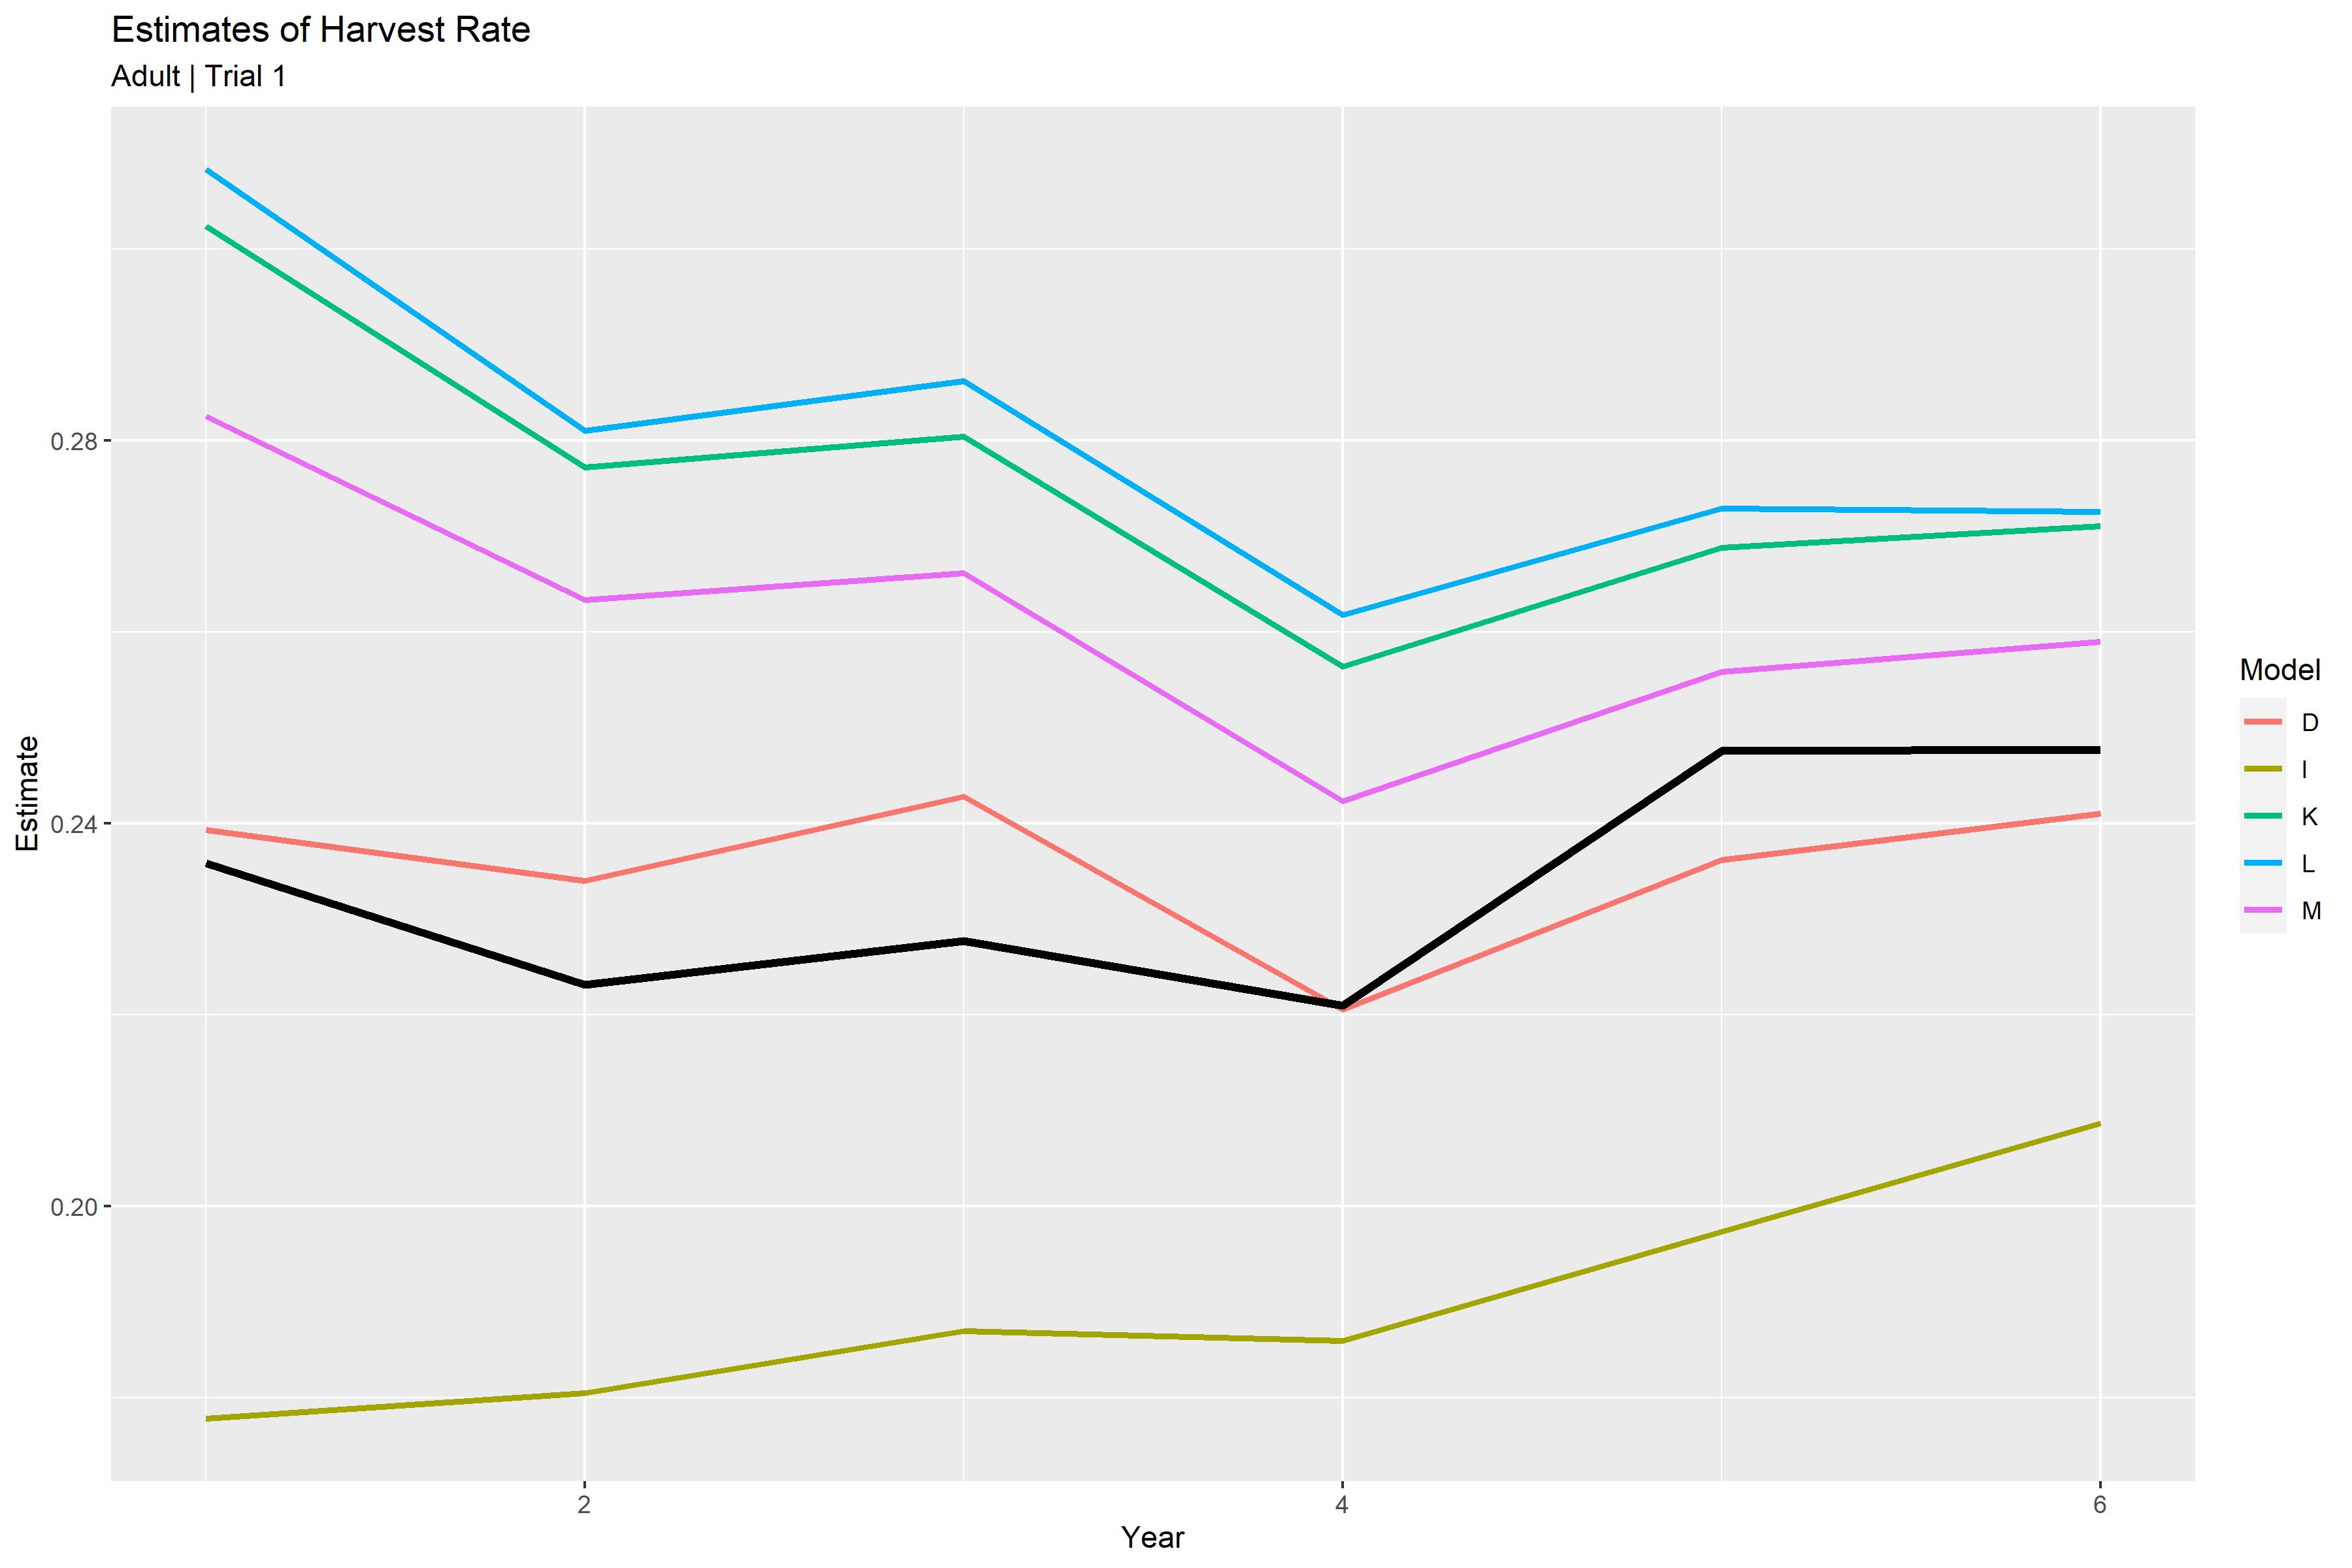 Estimates of Harvest Rate
Adult | Trial 1
Estimate
0.28
0.24
0.20
2
4
6
Year
Model
D
I
K
L
M